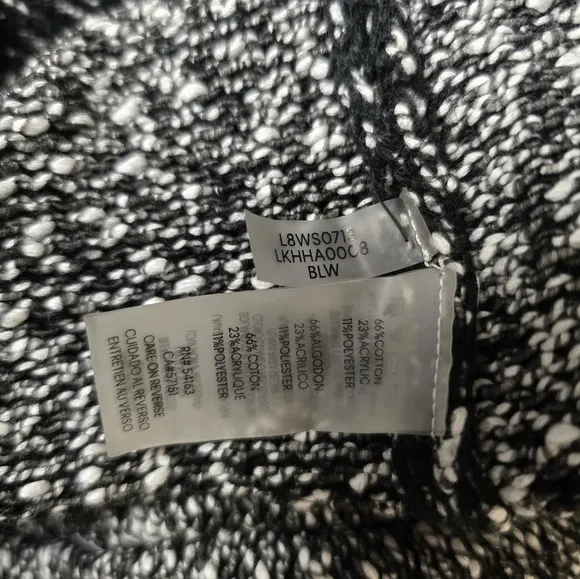 L8WS071
LKHHA0008
BLW
66%COTTON
23%ACRYLIC
11%POLYESTER
66%ALGODON
23%ACRILICO
11%POLIESTER
66% COTON
23%ACRYLIQUE
11%POLYESTER
RN# 54163
CA#57151
CARE ON REVERSE
CUIDADO AL REVERSO
ENTRETIEN AU VERSO